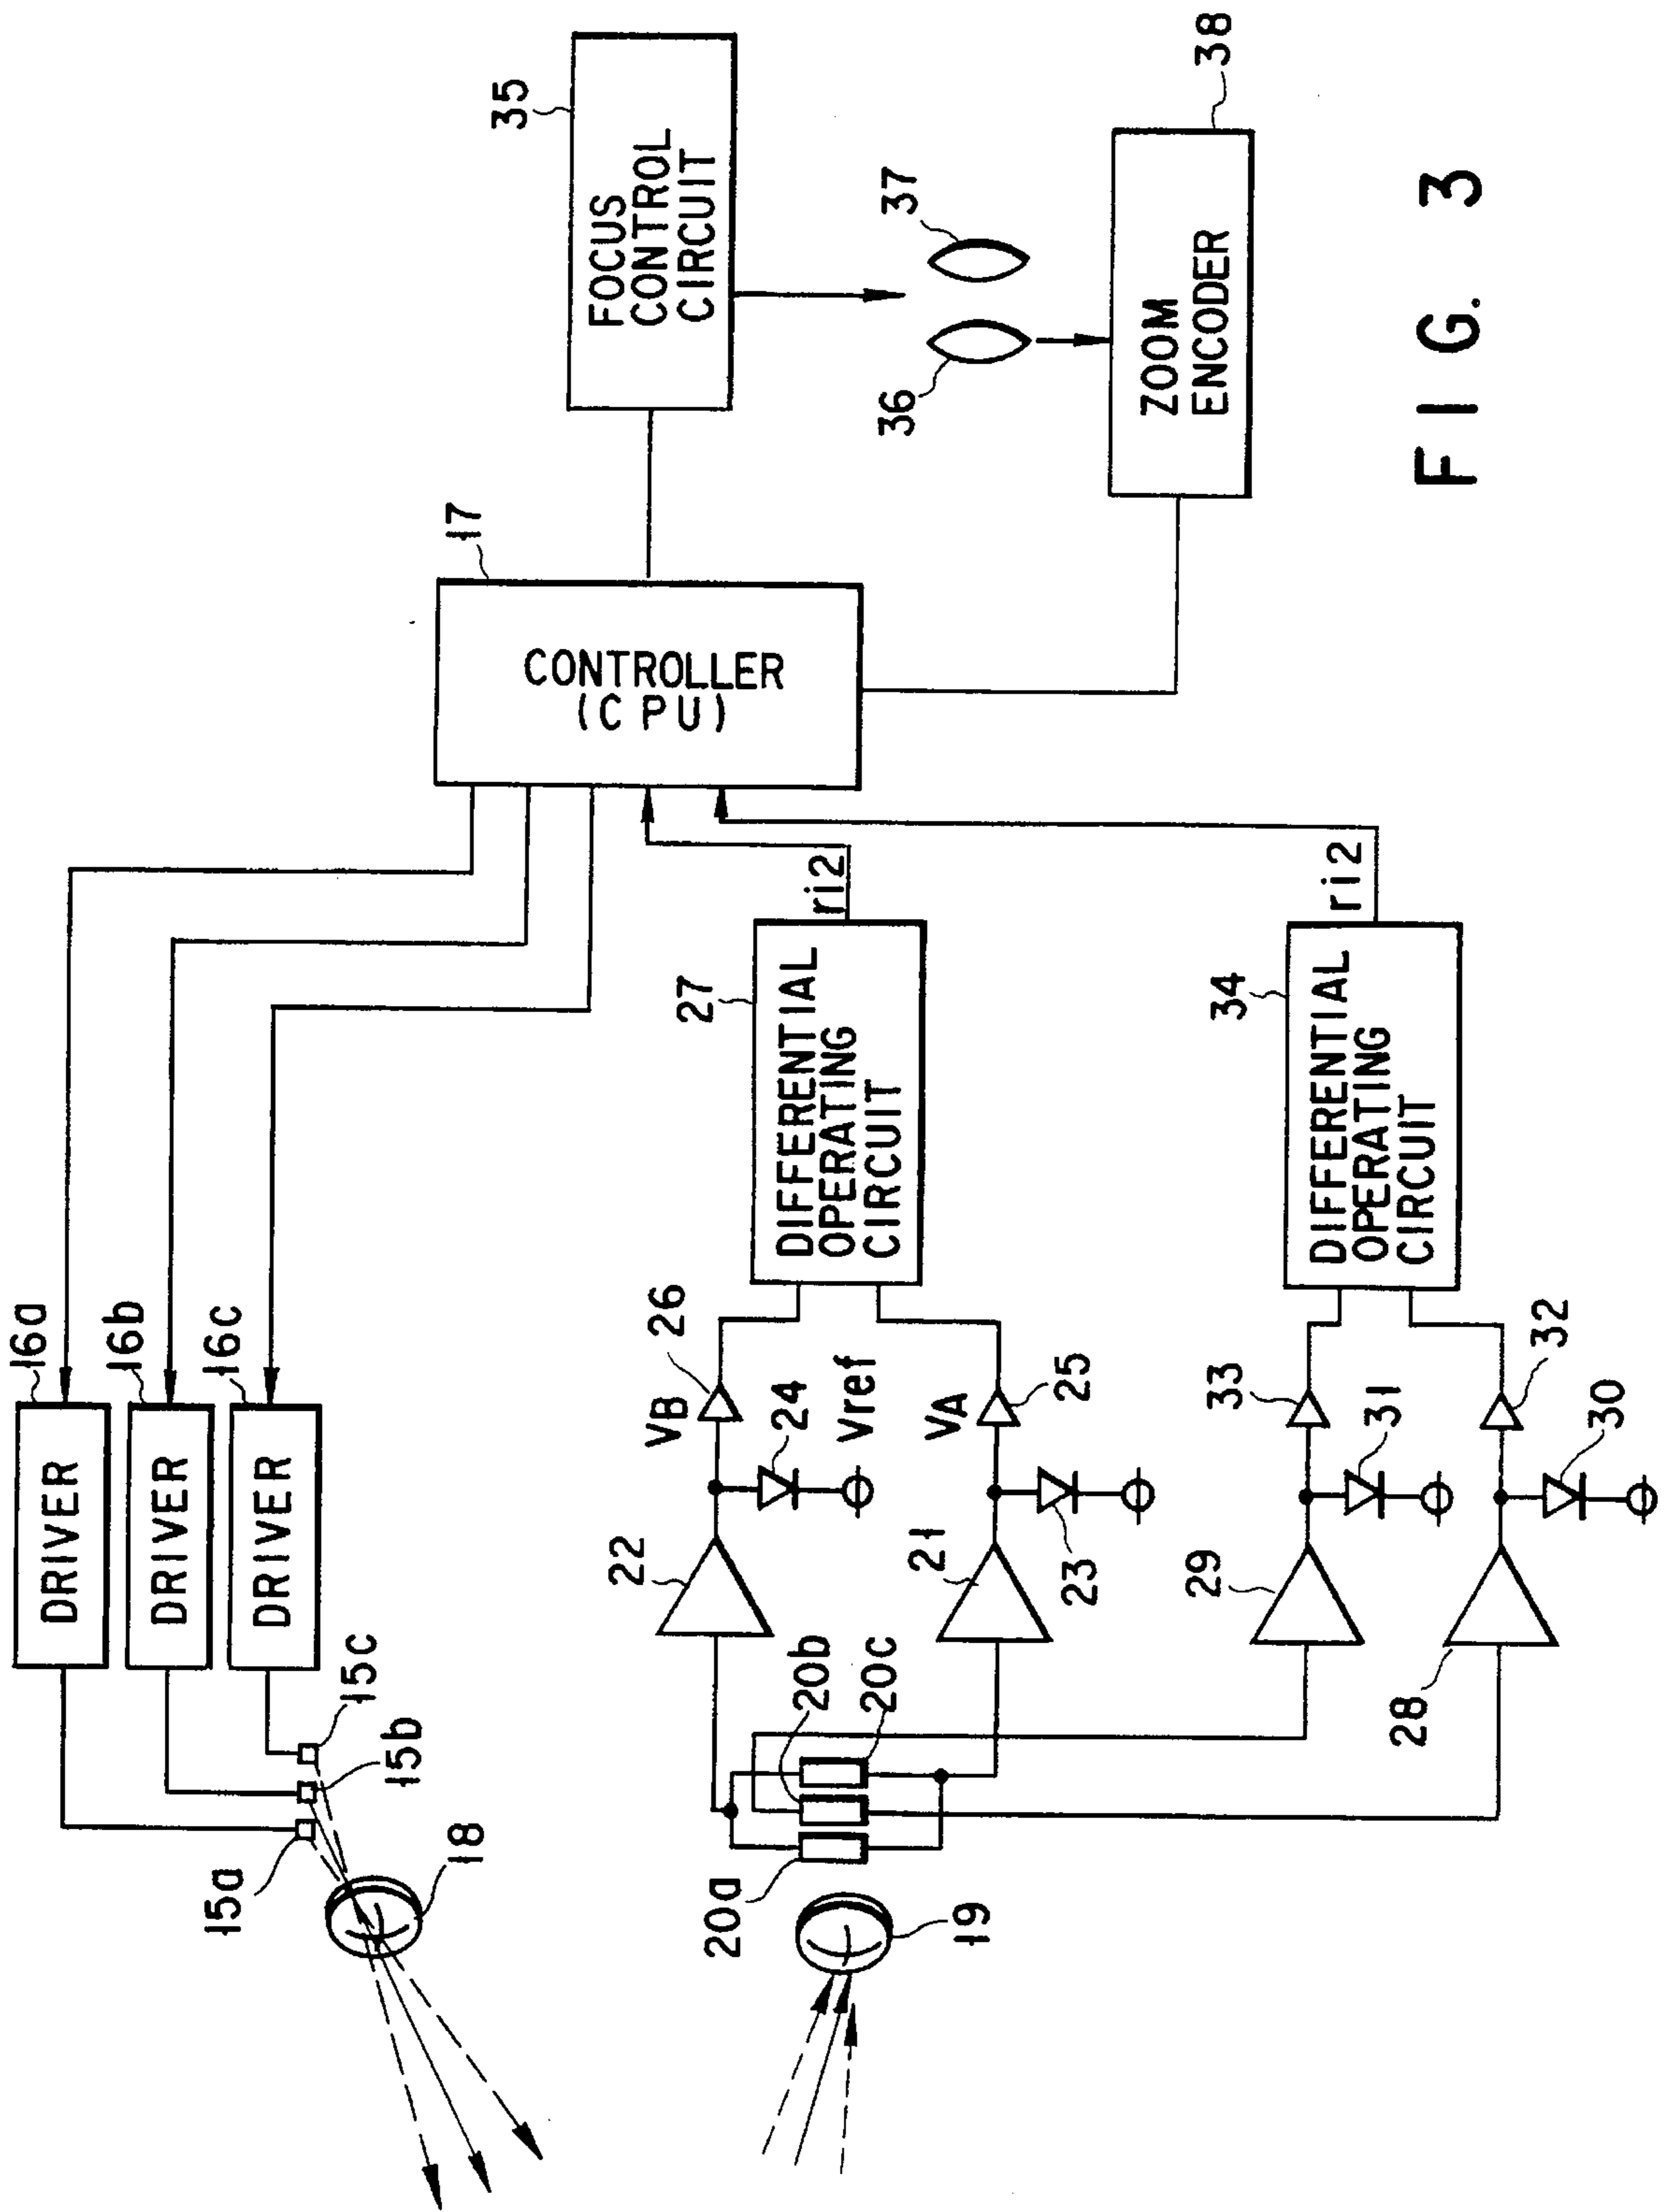 16a
DRIVER
16b
DRIVER
16c
DRIVER
15a
15b
15c
18
17
CONTROLLER
(CPU)
35
FOCUS
CONTROL
CIRCUIT
36
37
ZOOM
ENCODER
38
19
20a
20b
20c
22
VB
26
24
Vref
21
VA
25
23
27
DIFFERENTIAL
OPERATING
CIRCUIT
ri2
29
33
31
28
32
30
34
DIFFERENTIAL
OPERATING
CIRCUIT
ri2
FIG. 3